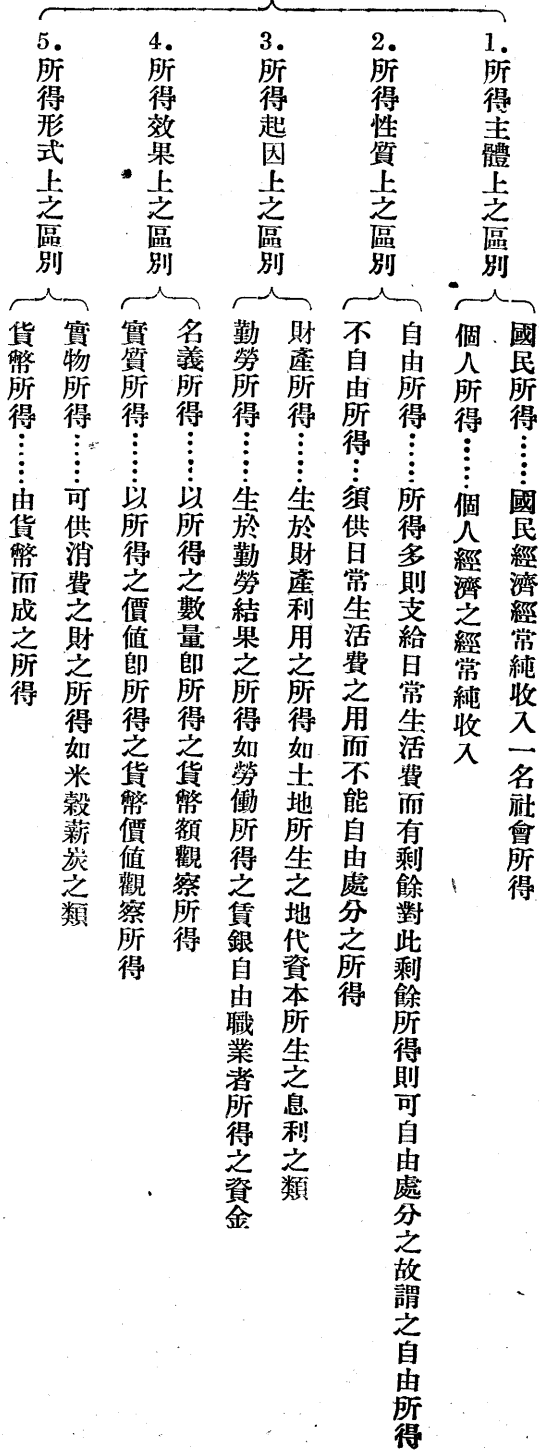 1.所得主體上之區別
國民所得……國民經濟經常純收入一名社會所得
個人所得……個人經濟之經常純收入
2.所得性質上之區別
自由所得……所得多則支給日常生活費而有剩餘對此剩餘所得則可自由處分之故謂之自由所得
不自由所得…須供日常生活費之用而不能自由處分之所得
3.所得起因上之區別
財產所得……生於財產利用之所得如土地所生之地代資本所生之息利之類
勤勞所得……生於勤勞結果之所得如勞働所得之賃銀自由職業者所得之資金
4.所得效果上之區別
名義所得……以所得之數量卽所得之貨幣額觀察所得
實質所得……以所得之價値卽所得之貨幣價値觀察所得
5.所得形式上之區別
實物所得……可供消費之財之所得如米穀薪炭之類
貨幣所得……由貨幣而成之所得